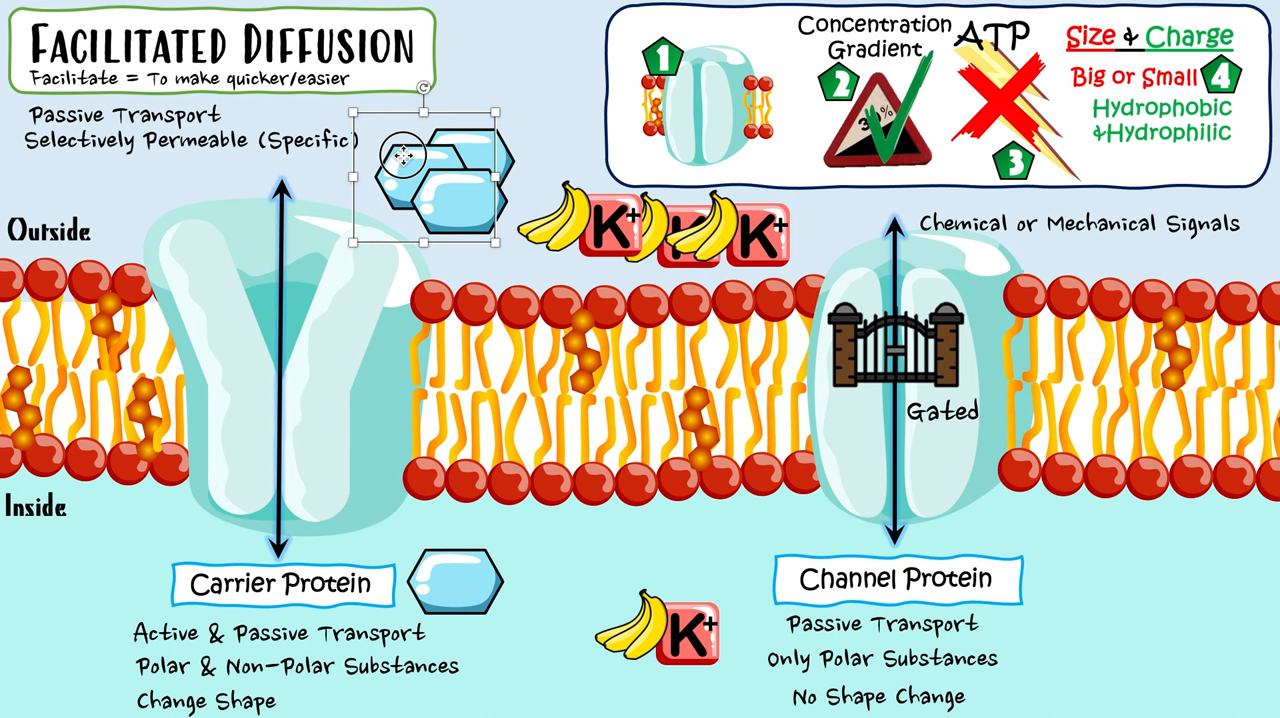 FACILITATED DIFFUSION
Facilitate = To make quicker/easier
Passive Transport
Selectively Permeable (Specific)
1
Concentration
Gradient
2
ATP
3
Size & Charge
Big or Small
4
Hydrophobic
&Hydrophilic
Outside
K+
K+
K+
Chemical or Mechanical Signals
Gated
Inside
Carrier Protein
Active & Passive Transport
Polar & Non-Polar Substances
Change Shape
K+
Channel Protein
Passive Transport
Only Polar Substances
No Shape Change